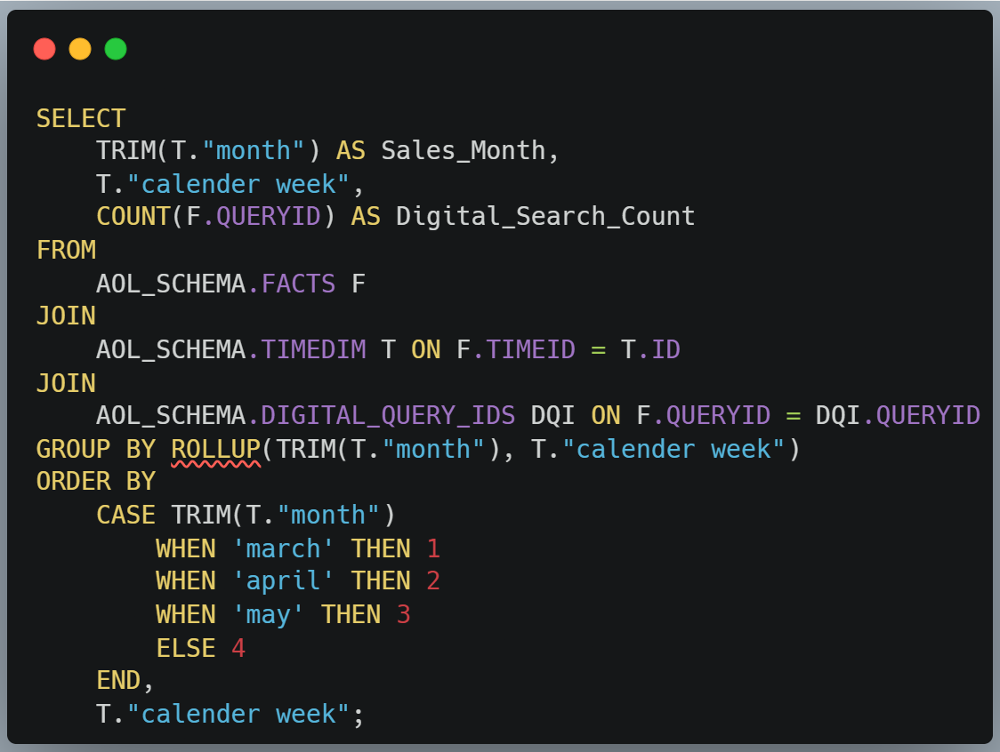 SELECT
    TRIM(T."month") AS Sales_Month,
    T."calender week",
    COUNT(F.QUERYID) AS Digital_Search_Count
FROM
    AOL_SCHEMA.FACTS F
JOIN
    AOL_SCHEMA.TIMEDIM T ON F.TIMEID = T.ID
JOIN
    AOL_SCHEMA.DIGITAL_QUERY_IDS DQI ON F.QUERYID = DQI.QUERYID
GROUP BY ROLLUP(TRIM(T."month"), T."calender week")
ORDER BY
    CASE TRIM(T."month")
        WHEN 'march' THEN 1
        WHEN 'april' THEN 2
        WHEN 'may' THEN 3
        ELSE 4
    END,
    T."calender week";